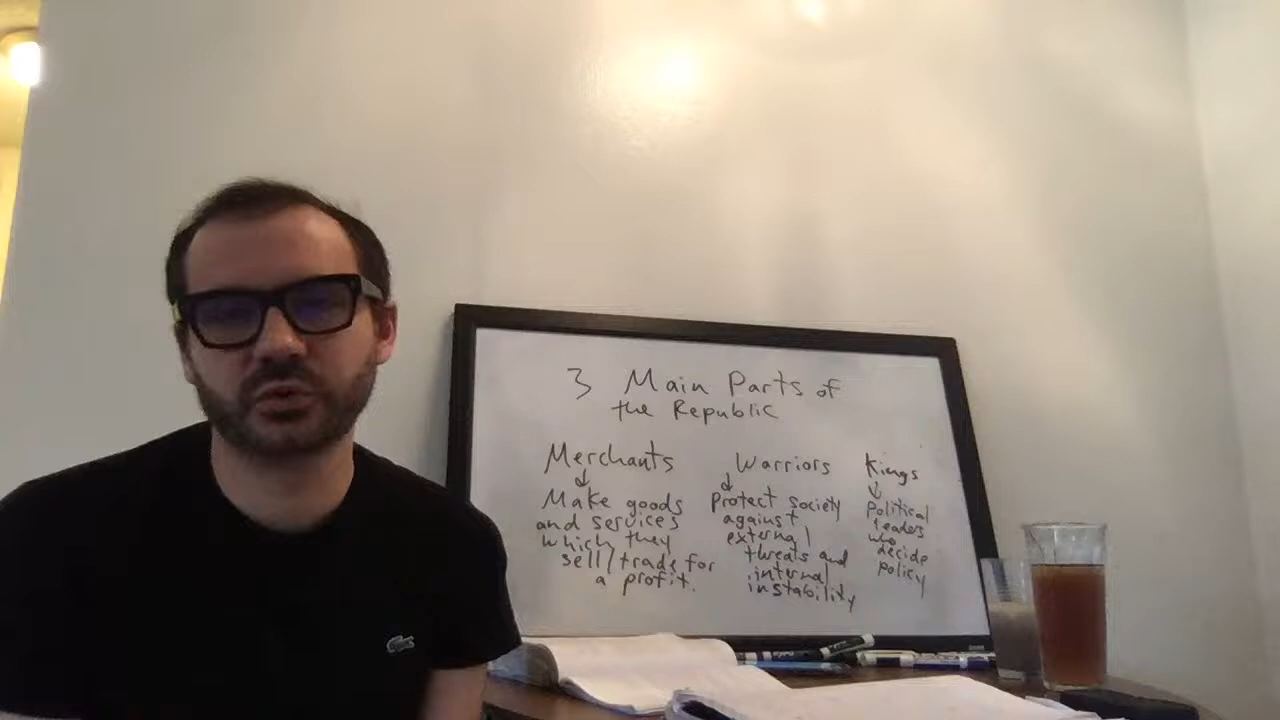 3 Main Parts of
the Republic
Merchants
Make goods
and services
which they
sell/trade for
a profit.
Warriors
Protect society
against
external
threats and
internal
instability
Kings
Political
leaders
who
decide
policy